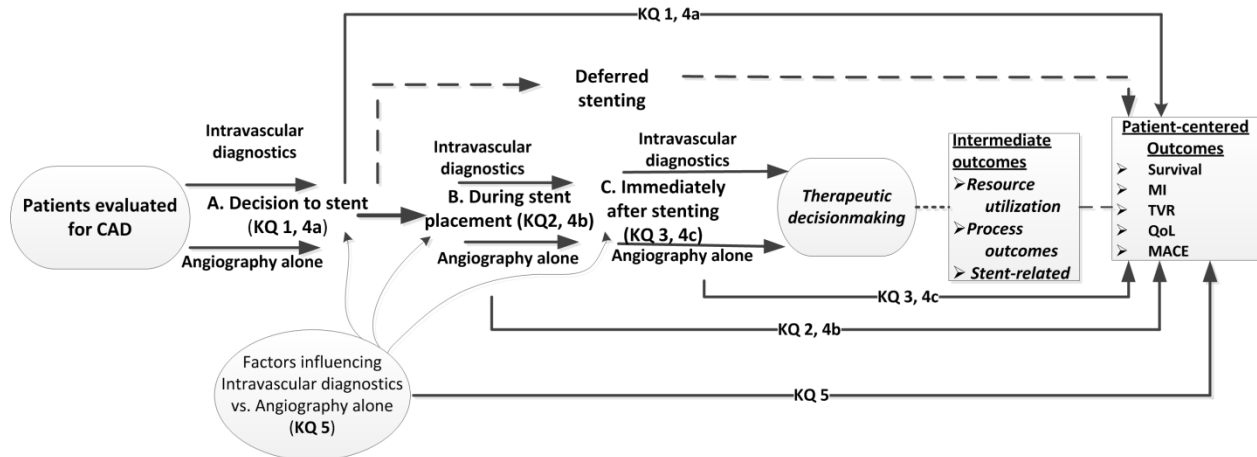 KQ 1, 4a
Deferred
stenting
Intravascular
diagnostics
Patients evaluated
for CAD
A. Decision to stent
(KQ 1, 4a)
Angiography alone
Intravascular
diagnostics
B. During stent
placement (KQ2, 4b)
Angiography alone
Intravascular
diagnostics
C. Immediately
after stenting
(KQ 3, 4c)
Angiography alone
Therapeutic
decisionmaking
Intermediate
outcomes
➢Resource
utilization
➢Process
outcomes
➢ Stent-related
Patient-centered
Outcomes
➢ Survival
➢ MI
➢ TVR
➢ QoL
➢ MACE
KQ 3, 4c
KQ 2, 4b
Factors influencing
Intravascular diagnostics
vs. Angiography alone
(KQ 5)
KQ 5